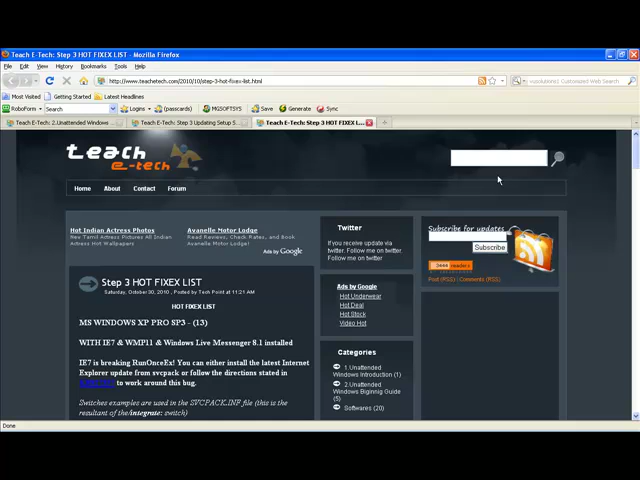 Teach E-Tech: Step 3 HOT FIXEX LIST - Mozilla Firefox
File Edit View History Bookmarks Tools Help
http://www.teachetech.com/2010/10/step-3-hot-fixex-list.html
Customized Web Search
Most Visited Getting Started Latest Headlines
RoboForm Search Logins (passcards) MGSOFTSYS Save Generate Sync
Teach E-Tech: 2.Unattended Windows ... Teach E-Tech: Step 3 Updating Setup S... Teach E-Tech: Step 3 HOT FIXEX L...
teach
e-tech
Home About Contact Forum
Hot Indian Actress Photos
New Tamil Actress Pictures All Indian
Actress Hot Wallpapers
Avanelle Motor Lodge
Read Reviews, Check Rates, and Book
Avanelle Motor Lodge!
Ads by Google
Step 3 HOT FIXEX LIST
Saturday, October 30, 2010 , Posted by Tech Point at 11:21 AM
HOT FIXEX LIST
MS WINDOWS XP PRO SP3 - (13)
WITH IE7 & WMP11 & Windows Live Messenger 8.1 installed
IE7 is breaking RunOnceEx! You can either install the latest Internet
Explorer update from svcpack or follow the directions stated in
to work around this bug.
Switches examples are used in the SVCPACK.INF file (this is the
resultant of the/integrate: switch)
Twitter
If you receive update via
twitter. Follow me on twitter.
Follow me on twitter
Ads by Google
Hot Underwear
Hot Deal
Hot Stock
Video Hot
Categories
1.Unattended
Windows Introduction (1)
2.Unattended
Windows Biginnig Guide
(5)
Softwares (20)
Subscribe for updates
Subscribe
readers
Post (RSS) | Comments (RSS)
Done